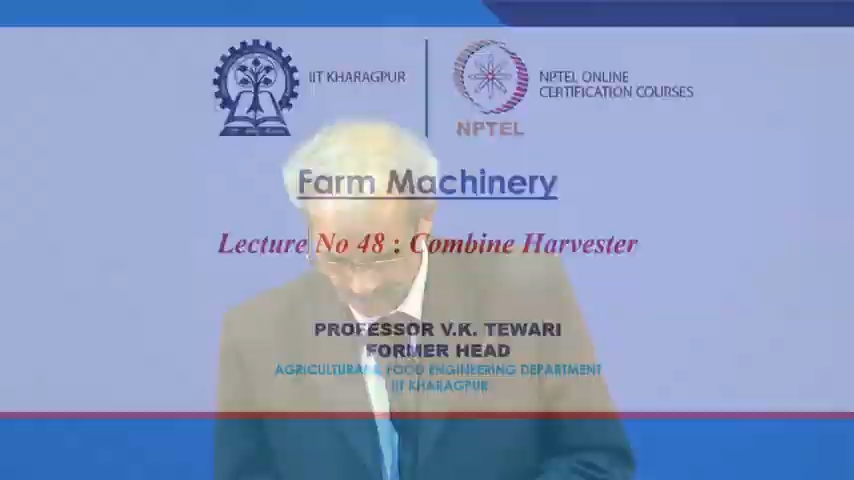 IIT KHARAGPUR
NPTEL ONLINE
CERTIFICATION COURSES
NPTEL
Farm Machinery
Lecture No 48 : Combine Harvester
PROFESSOR V.K. TEWARI
FORMER HEAD
AGRICULTURAL & FOOD ENGINEERING DEPARTMENT
IIT KHARAGPUR